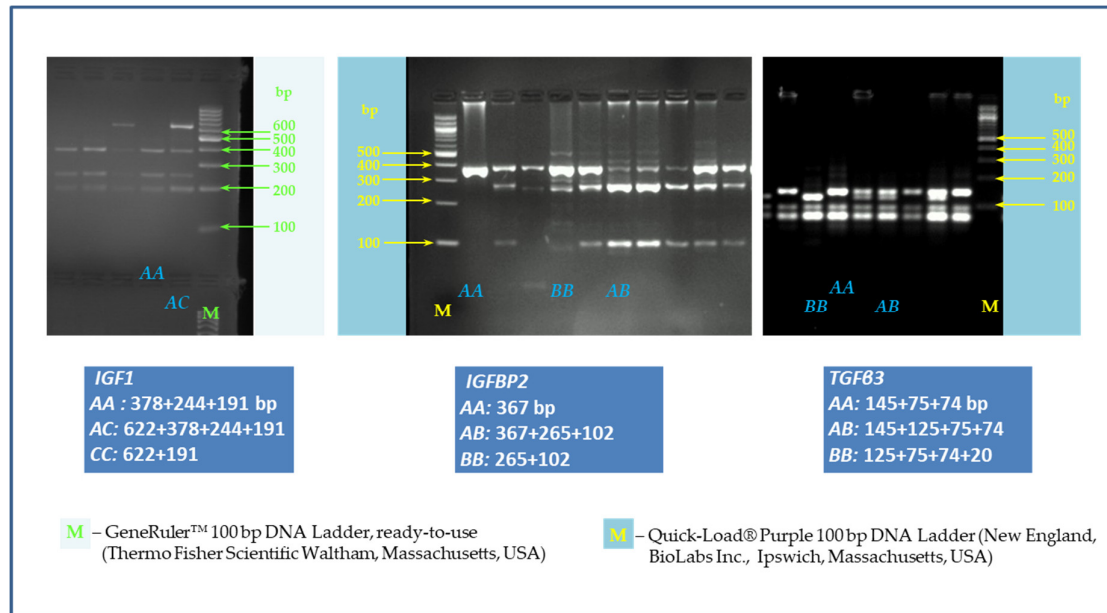 bp
600
500
400
300
200
100
AA
AC
M
bp
500
400
300
200
100
AA
BB
AB
M
bp
500
400
300
200
100
AA
BB
AB
M
IGF1
AA : 378+244+191 bp
AC: 622+378+244+191
CC: 622+191
IGFBP2
AA: 367 bp
AB: 367+265+102
BB: 265+102
TGFβ3
AA: 145+75+74 bp
AB: 145+125+75+74
BB: 125+75+74+20
M – GeneRuler™ 100 bp DNA Ladder, ready-to-use
(Thermo Fisher Scientific Waltham, Massachusetts, USA)
M – Quick-Load® Purple 100 bp DNA Ladder (New England,
BioLabs Inc., Ipswich, Massachusetts, USA)